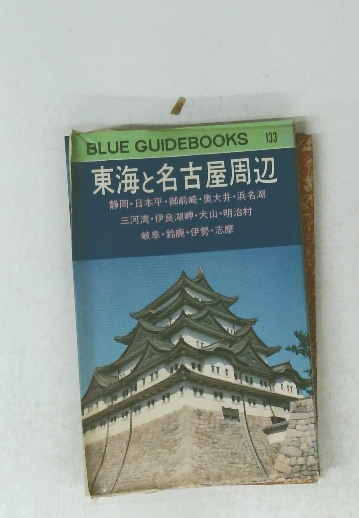 BLUE GUIDEBOOKS 133
東海と名古屋周辺
静岡・日本平・御前崎・奥大井・浜名湖
三河湾・伊良湖岬・犬山・明治村
岐阜・鈴鹿・伊勢・志摩